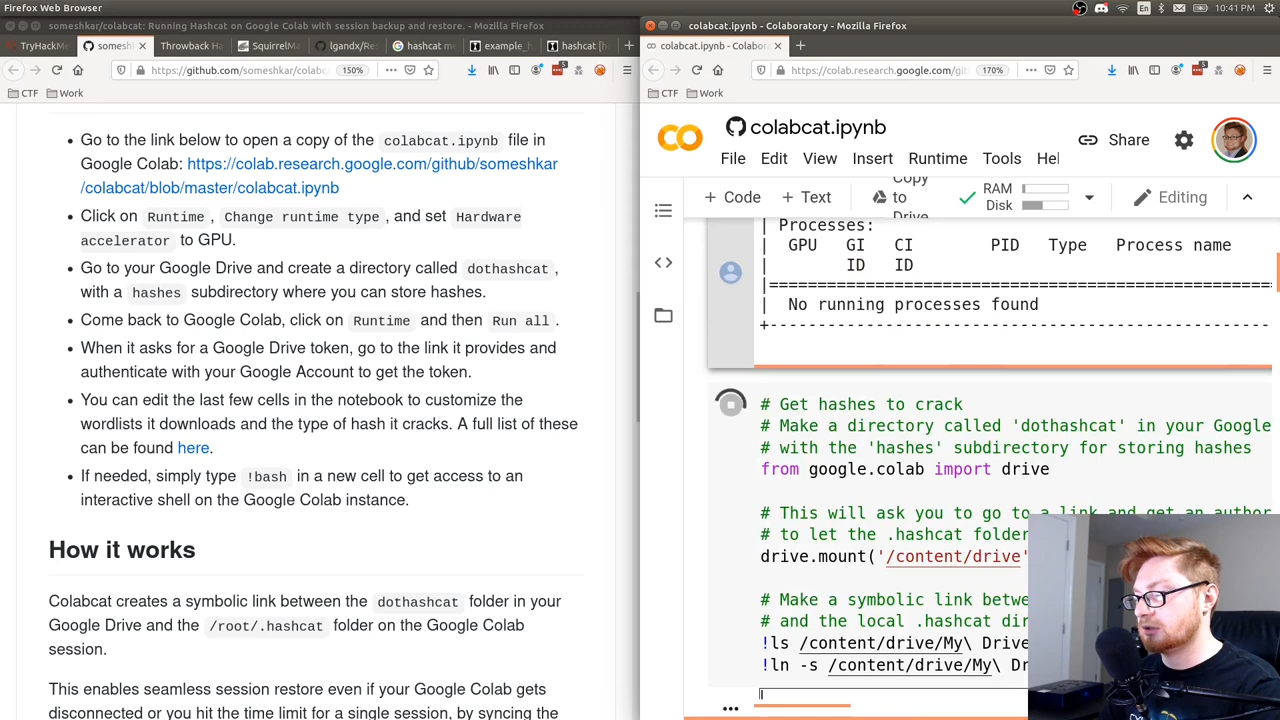 Firefox Web Browser
En
10:41 PM
someshkar/colabcat: Running Hashcat on Google Colab with session backup and restore. - Mozilla Firefox
TryHackMe
someshk
Throwback Ha
SquirrelMa
lgandx/Res
hashcat mo
example_h
hashcat [h
https://github.com/someshkar/colabc
150%
CTF
Work
Go to the link below to open a copy of the colabcat.ipynb file in
Google Colab: https://colab.research.google.com/github/someshkar
/colabcat/blob/master/colabcat.ipynb
Click on Runtime , Change runtime type , and set Hardware
accelerator to GPU.
Go to your Google Drive and create a directory called dothashcat ,
with a hashes subdirectory where you can store hashes.
Come back to Google Colab, click on Runtime and then Run all .
When it asks for a Google Drive token, go to the link it provides and
authenticate with your Google Account to get the token.
You can edit the last few cells in the notebook to customize the
wordlists it downloads and the type of hash it cracks. A full list of these
can be found here.
If needed, simply type !bash in a new cell to get access to an
interactive shell on the Google Colab instance.
How it works
Colabcat creates a symbolic link between the dothashcat folder in your
Google Drive and the /root/.hashcat folder on the Google Colab
session.
This enables seamless session restore even if your Google Colab gets
disconnected or you hit the time limit for a single session, by syncing the
colabcat.ipynb - Colaboratory - Mozilla Firefox
colabcat.ipynb - Colabora
https://colab.research.google.com/git
170%
CTF
Work
colabcat.ipynb
Share
File Edit View Insert Runtime Tools Hel
+ Code + Text
Copy
to
Drive
RAM
Disk
Editing
| Processes:
| GPU GI CI PID Type Process name
| ID ID
|==================================================
| No running processes found
+--------------------------------------------------
# Get hashes to crack
# Make a directory called 'dothashcat' in your Google
# with the 'hashes' subdirectory for storing hashes
from google.colab import drive
# This will ask you to go to a link and get an author
# to let the .hashcat folder
drive.mount('/content/drive'
# Make a symbolic link betwe
# and the local .hashcat dir
!ls /content/drive/My\ Drive
!ln -s /content/drive/My\ Dr